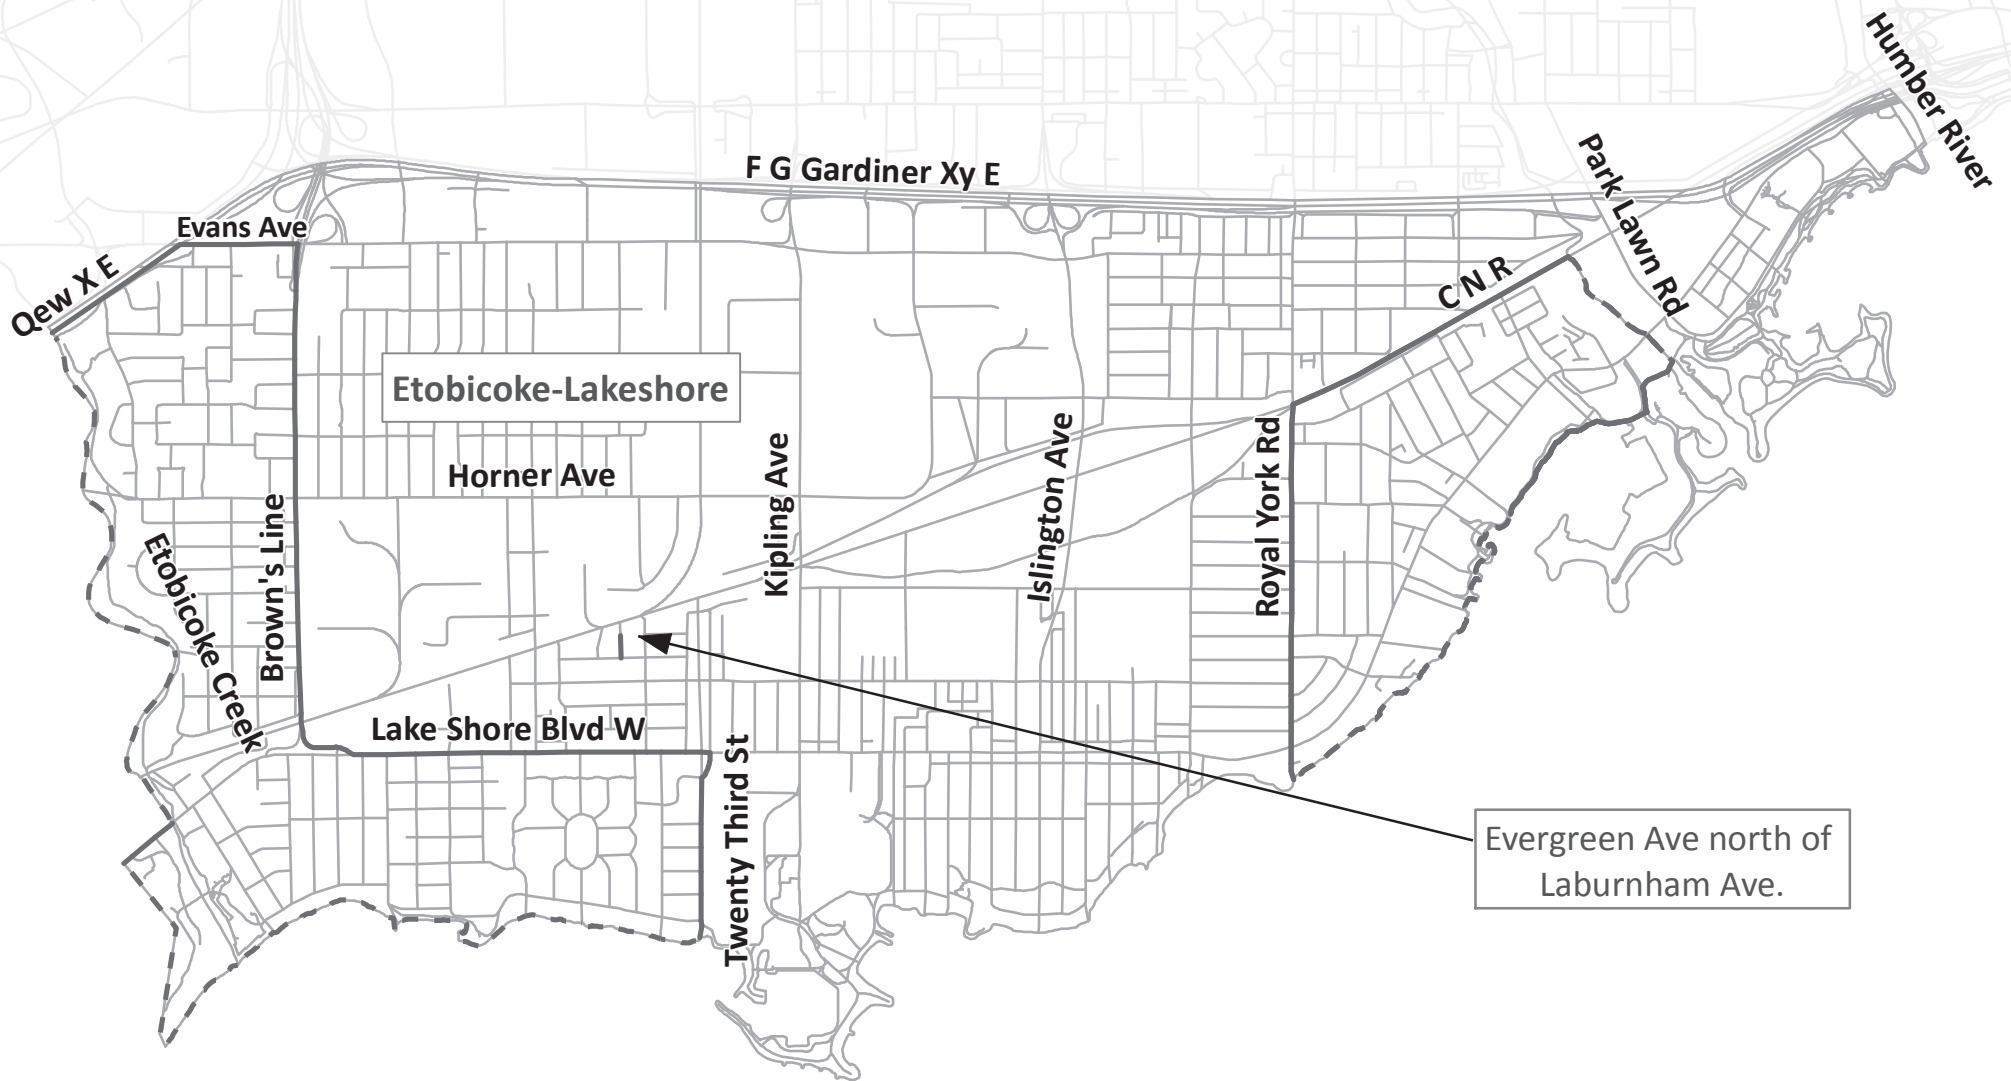 Humber River
Park Lawn Rd
F G Gardiner Xy E
Evans Ave
Qew X E
C N R
Etobicoke-Lakeshore
Horner Ave
Kipling Ave
Islington Ave
Royal York Rd
Brown's Line
Etobicoke Creek
Lake Shore Blvd W
Twenty Third St
Evergreen Ave north of
Laburnham Ave.